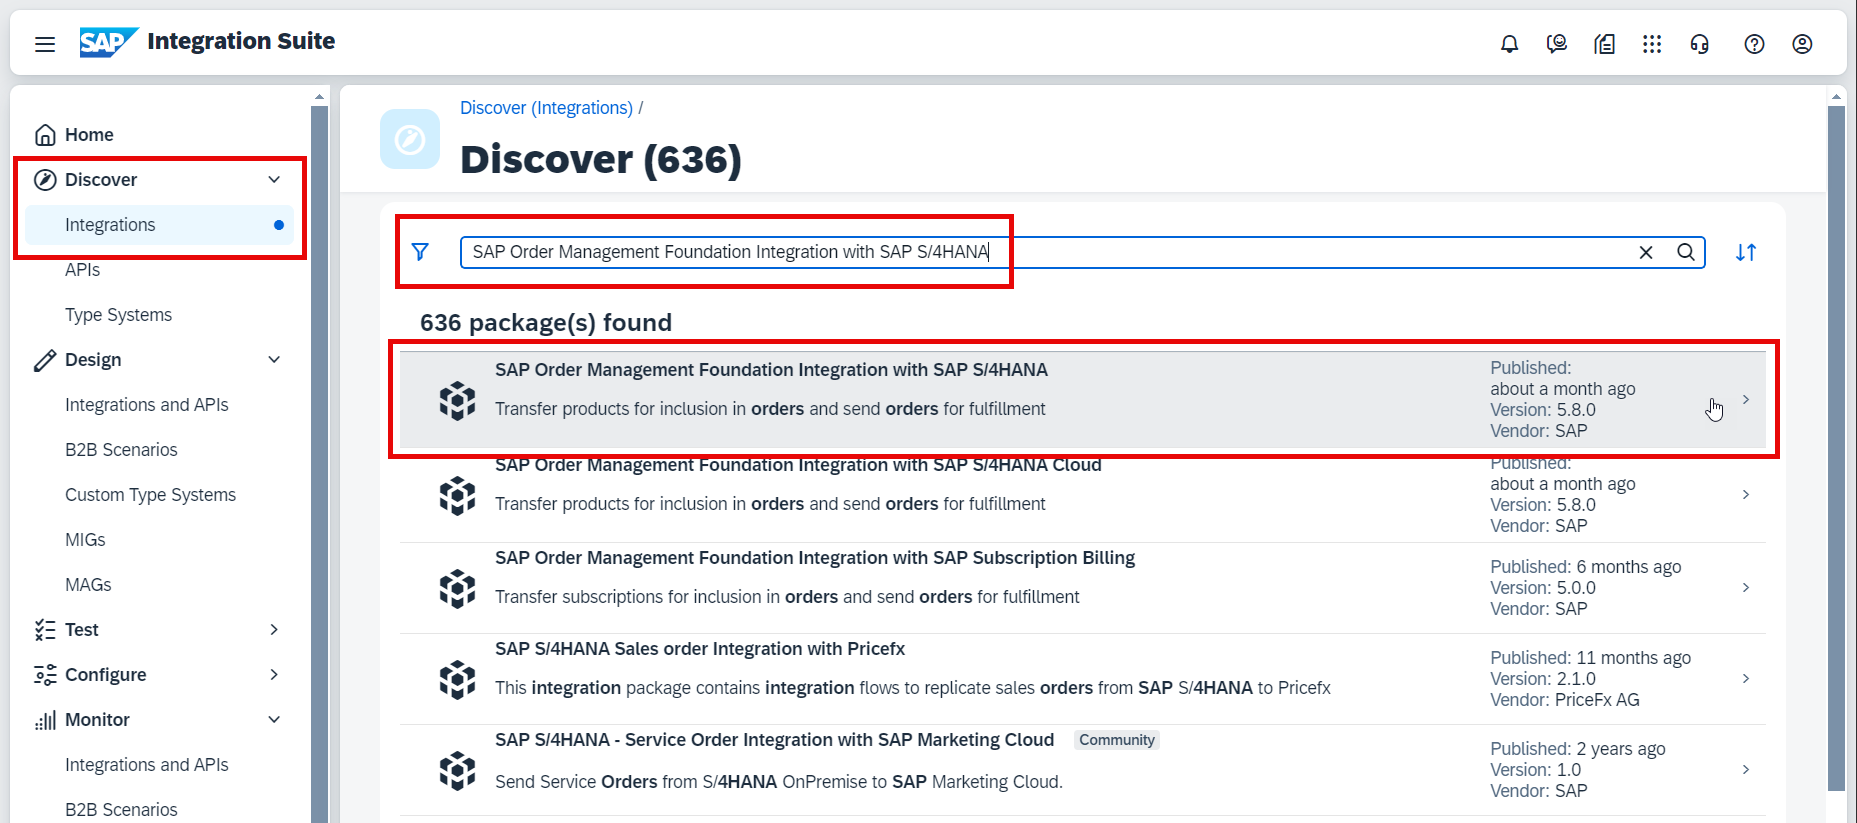 SAP Integration Suite
Home
Discover
Integrations
APIs
Type Systems
Design
Integrations and APIs
B2B Scenarios
Custom Type Systems
MIGs
MAGs
Test
Configure
Monitor
Integrations and APIs
B2B Scenarios
Discover (Integrations) /
Discover (636)
SAP Order Management Foundation Integration with SAP S/4HANA
636 package(s) found
SAP Order Management Foundation Integration with SAP S/4HANA
Transfer products for inclusion in orders and send orders for fulfillment
Published:
about a month ago
Version: 5.8.0
Vendor: SAP
SAP Order Management Foundation Integration with SAP S/4HANA Cloud
Transfer products for inclusion in orders and send orders for fulfillment
Published:
about a month ago
Version: 5.8.0
Vendor: SAP
SAP Order Management Foundation Integration with SAP Subscription Billing
Transfer subscriptions for inclusion in orders and send orders for fulfillment
Published: 6 months ago
Version: 5.0.0
Vendor: SAP
SAP S/4HANA Sales order Integration with Pricefx
This integration package contains integration flows to replicate sales orders from SAP S/4HANA to Pricefx
Published: 11 months ago
Version: 2.1.0
Vendor: PriceFx AG
SAP S/4HANA - Service Order Integration with SAP Marketing Cloud Community
Send Service Orders from S/4HANA OnPremise to SAP Marketing Cloud.
Published: 2 years ago
Version: 1.0
Vendor: SAP